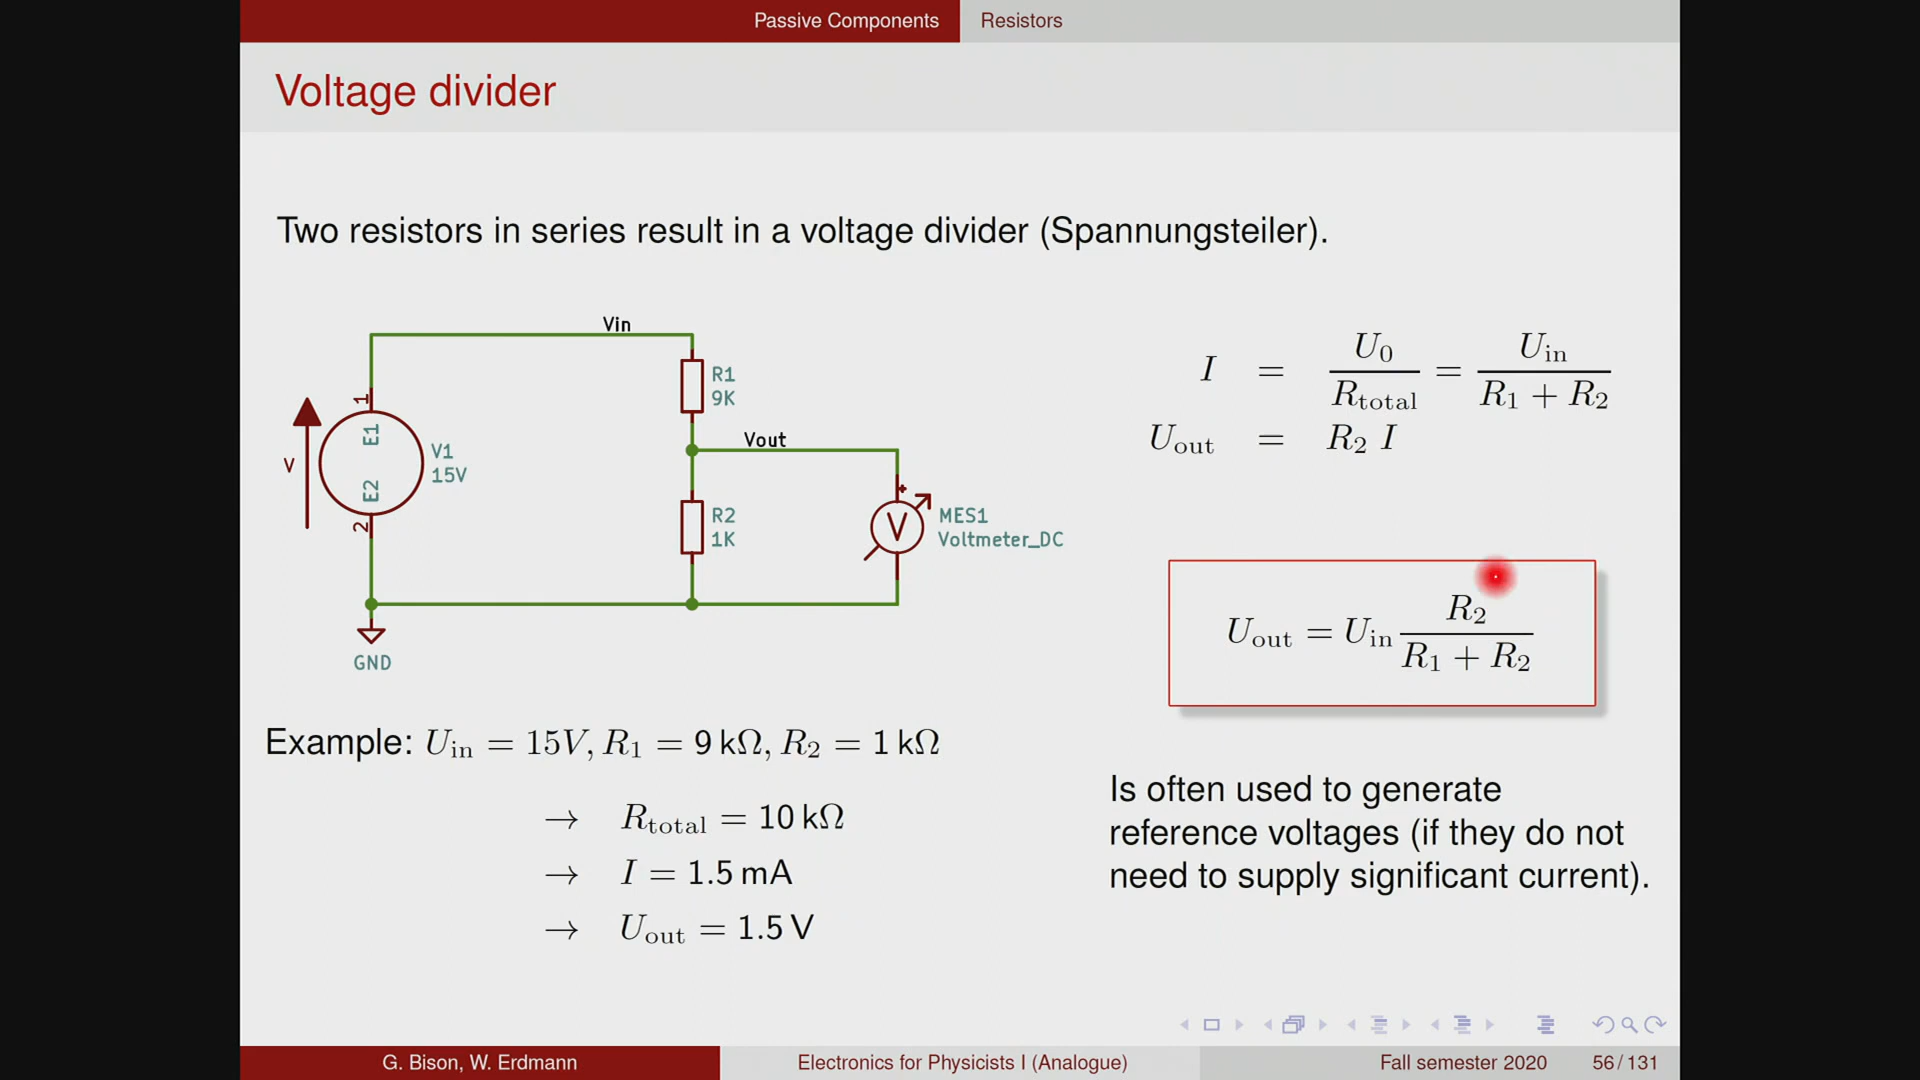 Passive Components Resistors
Voltage divider
Two resistors in series result in a voltage divider (Spannungsteiler).
Vin
R1
9K
Vout
1
E1
V
V1
15V
E2
2
R2
1K
+
V
MES1
Voltmeter_DC
GND
I = U₀ / R_total = U_in / (R₁ + R₂)
U_out = R₂ I
U_out = U_in R₂ / (R₁ + R₂)
Example: U_in = 15V, R₁ = 9 kΩ, R₂ = 1 kΩ
→ R_total = 10 kΩ
→ I = 1.5 mA
→ U_out = 1.5 V
Is often used to generate
reference voltages (if they do not
need to supply significant current).
G. Bison, W. Erdmann Electronics for Physicists I (Analogue) Fall semester 2020 56 / 131